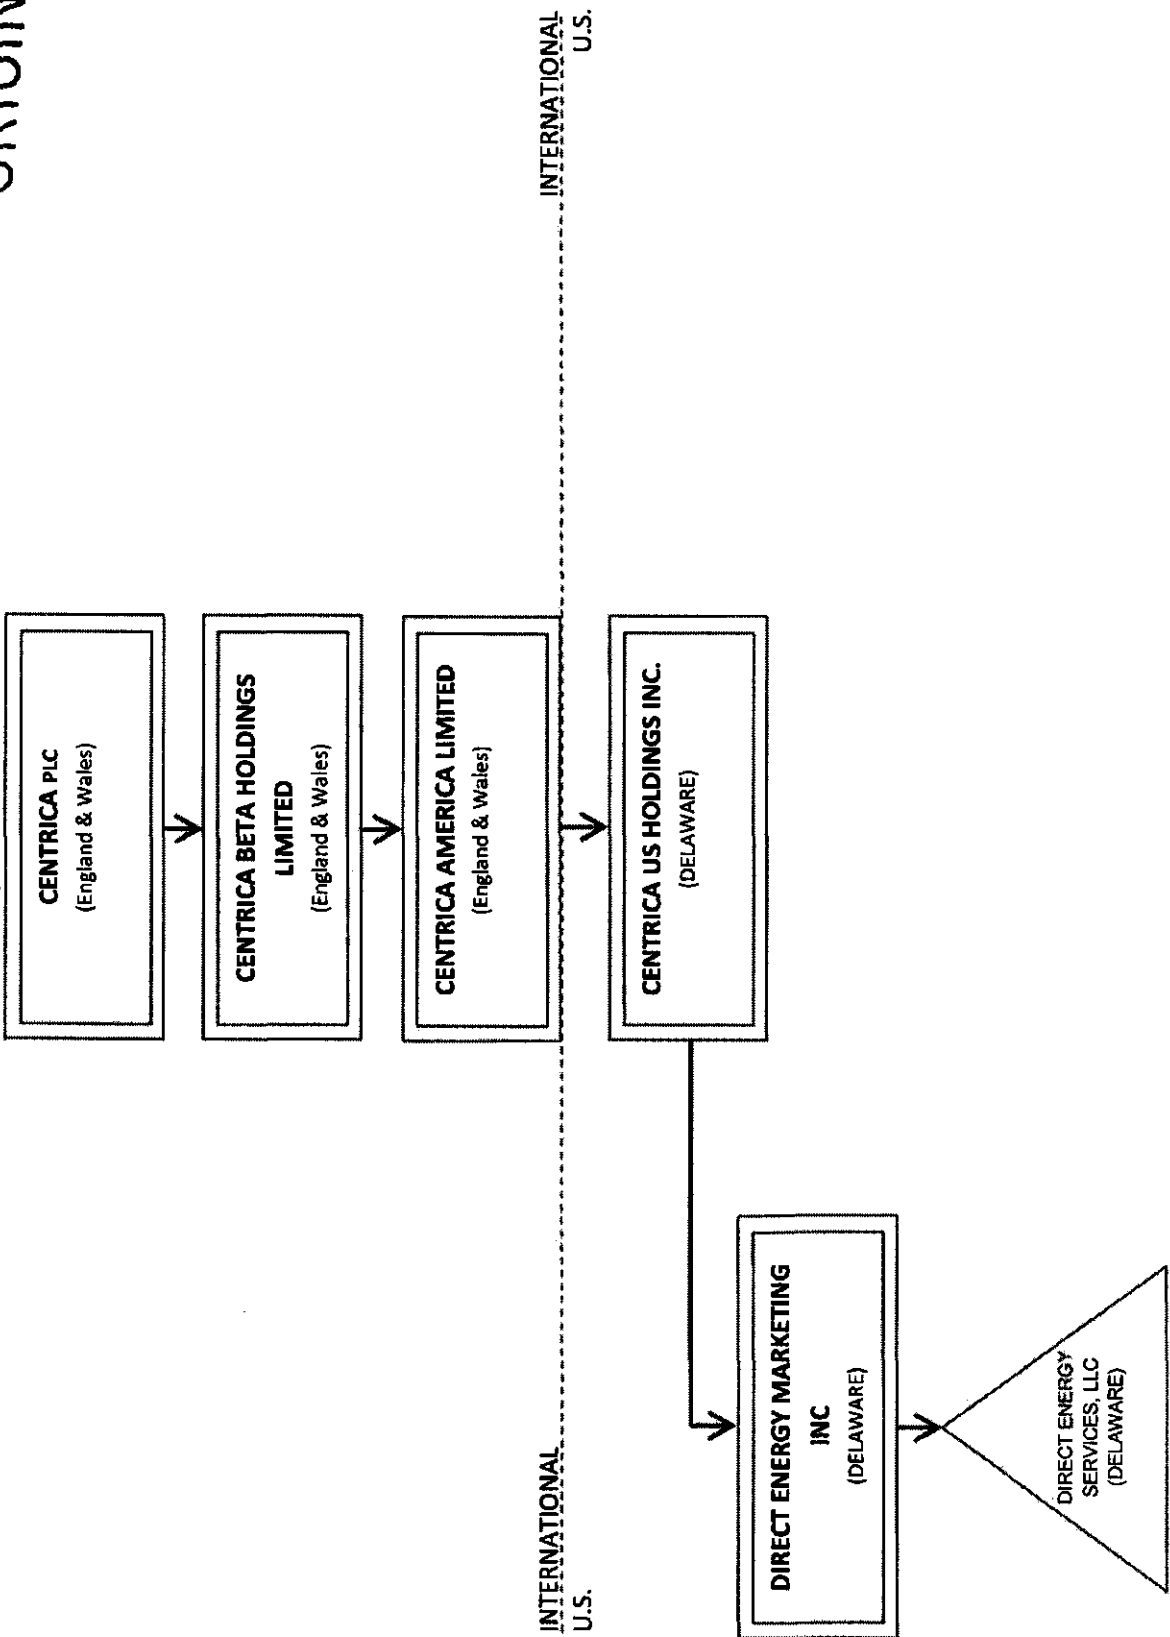 CENTRICA PLC
(England & Wales)
CENTRICA BETA HOLDINGS
LIMITED
(England & Wales)
CENTRICA AMERICA LIMITED
(England & Wales)
INTERNATIONAL
U.S.
INTERNATIONAL
U.S.
CENTRICA US HOLDINGS INC.
(DELAWARE)
DIRECT ENERGY MARKETING
INC
(DELAWARE)
DIRECT ENERGY
SERVICES, LLC
(DELAWARE)